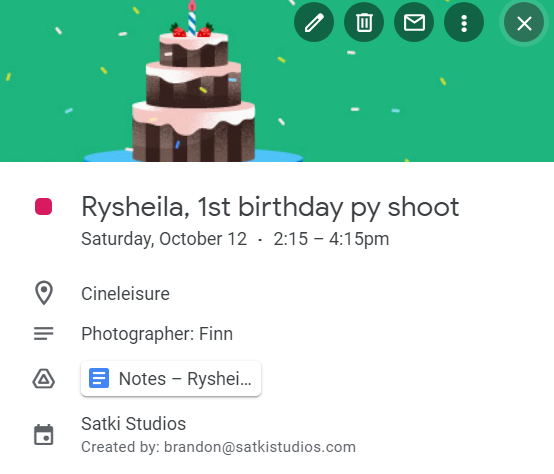 Rysheila, 1st birthday py shoot
Saturday, October 12 · 2:15 – 4:15pm
Cineleisure
Photographer: Finn
Notes – Ryshei...
Satki Studios
Created by: brandon@satkistudios.com